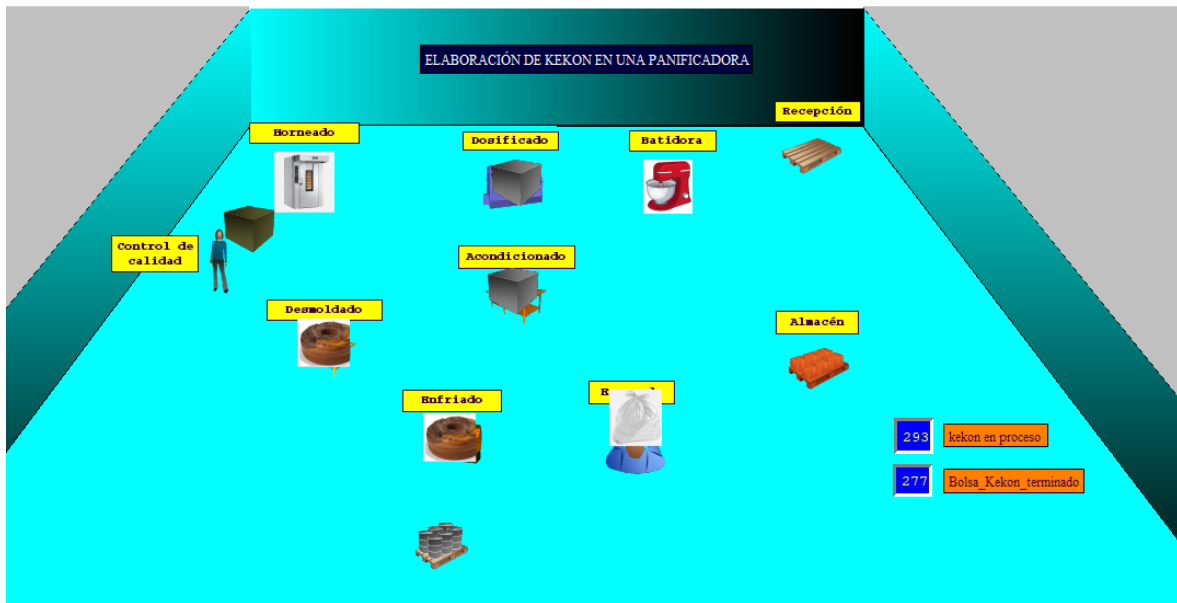 ELABORACIÓN DE KEKON EN UNA PANIFICADORA
Recepción
Horneado
Dosificado
Batidora
Control de
calidad
Acondicionado
Desmoldado
Almacén
Enfriado
293
kekon en proceso
277
Bolsa_Kekon_terminado